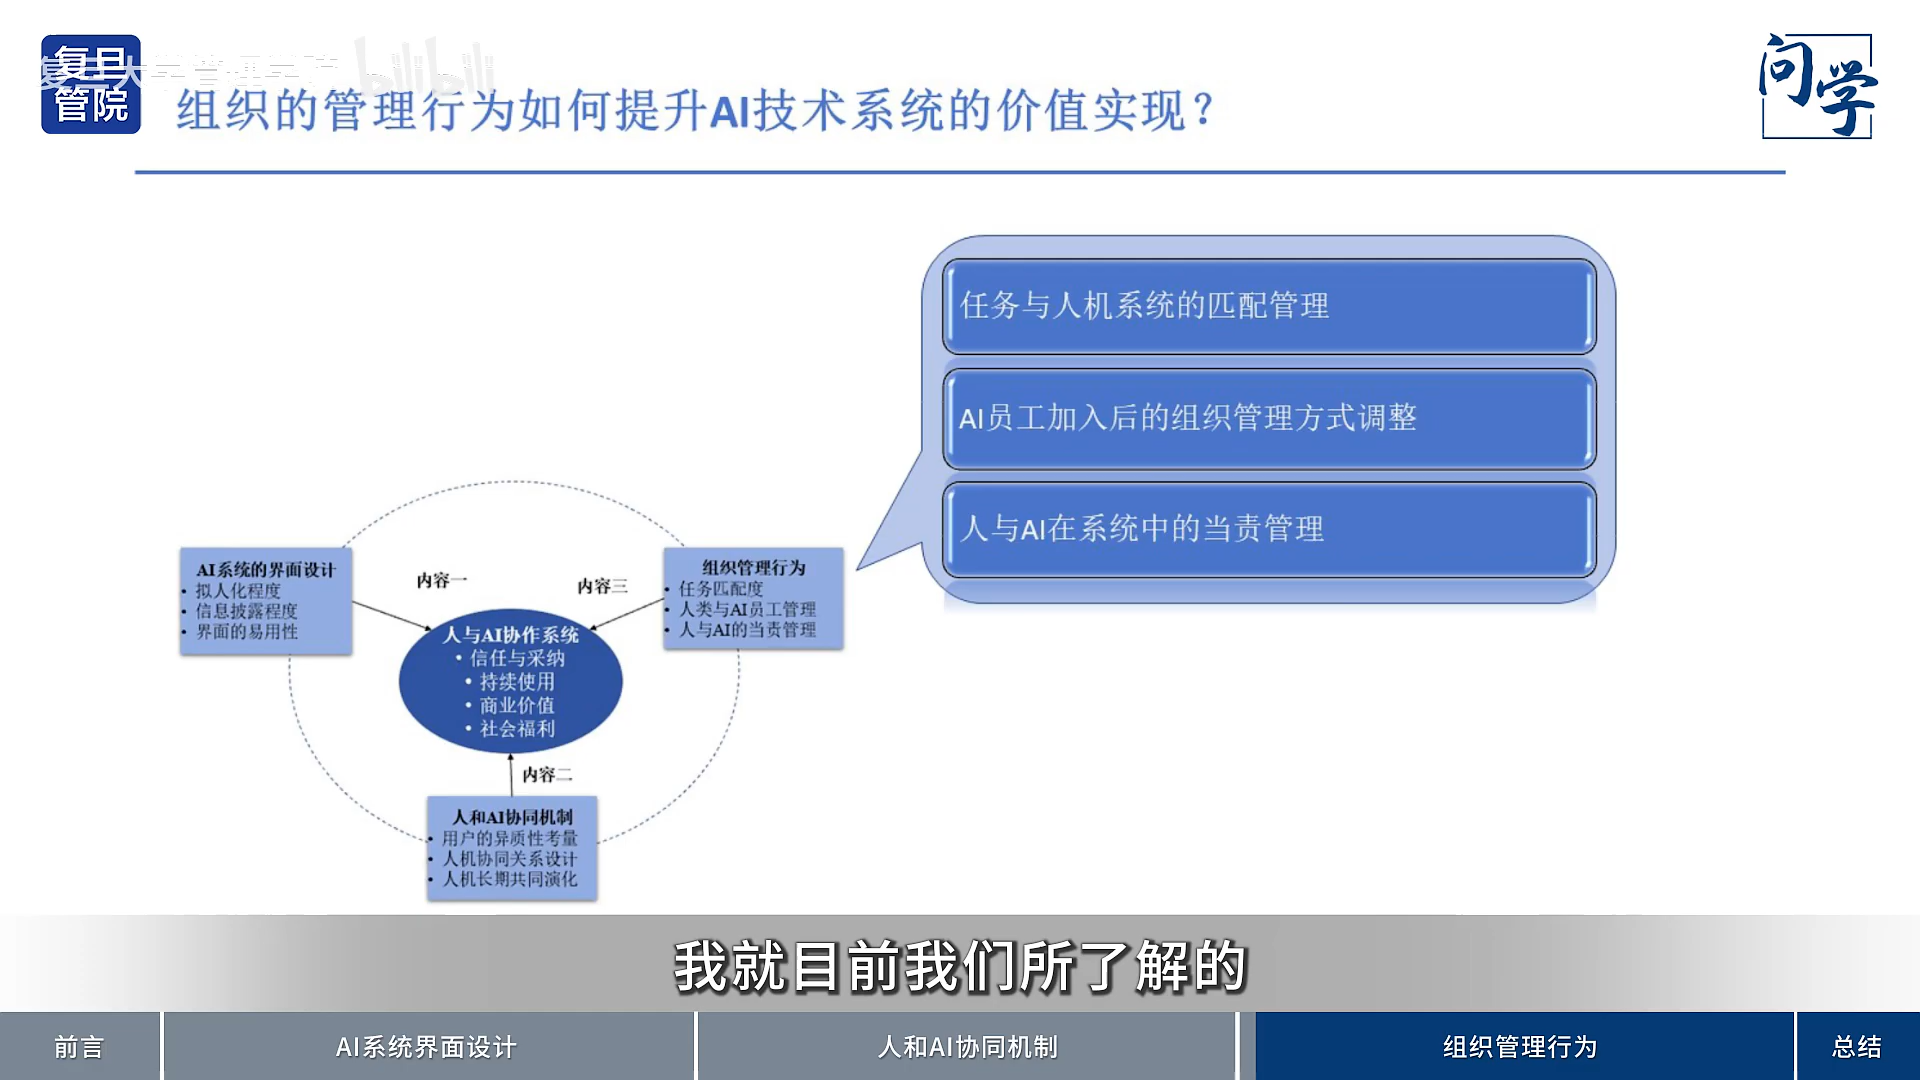 复旦
管院
复旦大学管理学院 bilibili
组织的管理行为如何提升AI技术系统的价值实现？
问学
任务与人机系统的匹配管理
AI员工加入后的组织管理方式调整
人与AI在系统中的当责管理
AI系统的界面设计
• 拟人化程度
• 信息披露程度
• 界面的易用性
内容一
内容三
组织管理行为
• 任务匹配度
• 人类与AI员工管理
• 人与AI的当责管理
人与AI协作系统
• 信任与采纳
• 持续使用
• 商业价值
• 社会福利
内容二
人和AI协同机制
• 用户的异质性考量
• 人机协同关系设计
• 人机长期共同演化
我就目前我们所了解的
前言
AI系统界面设计
人和AI协同机制
组织管理行为
总结